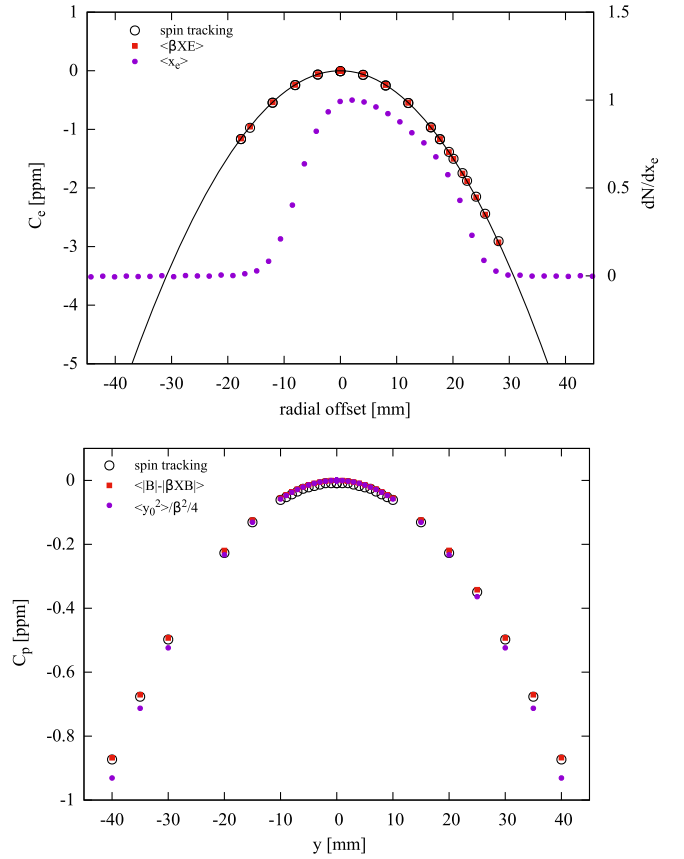 spin tracking
<βXE>
<x_e>
1
0
-1
-2
-3
-4
-5
C_e [ppm]
1.5
1
0.5
0
dN/dx_e
-40 -30 -20 -10 0 10 20 30 40
radial offset [mm]
spin tracking
<|B|-|βXB|>
<y_0^2>/β^2/4
0
-0.2
-0.4
-0.6
-0.8
-1
C_p [ppm]
-40 -30 -20 -10 0 10 20 30 40
y [mm]